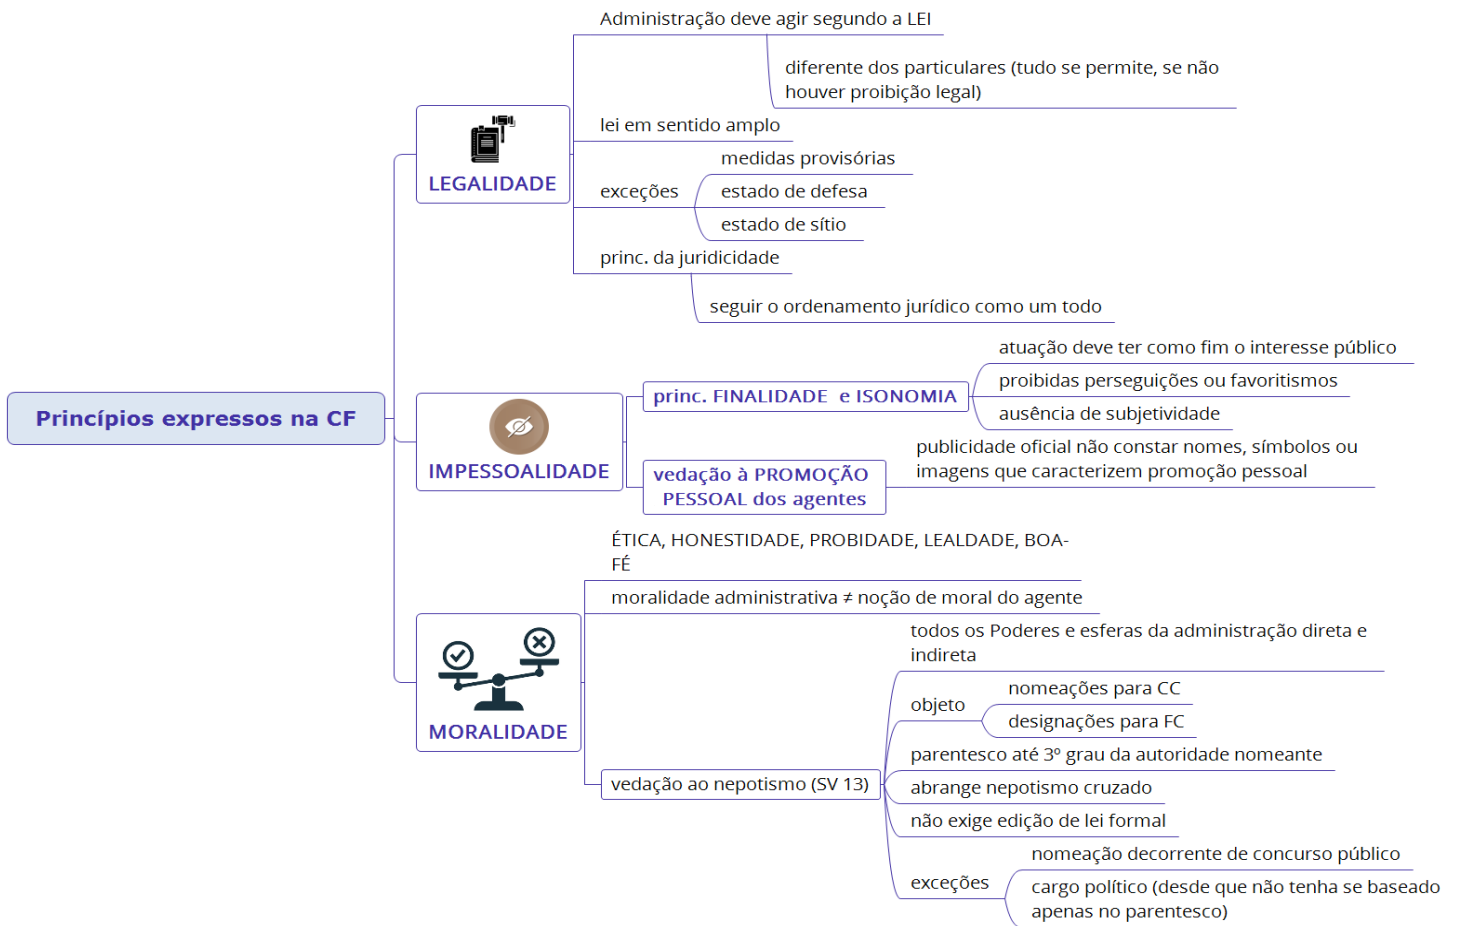 Princípios expressos na CF
LEGALIDADE
Administração deve agir segundo a LEI
diferente dos particulares (tudo se permite, se não
houver proibição legal)
lei em sentido amplo
exceções
medidas provisórias
estado de defesa
estado de sítio
princ. da juridicidade
seguir o ordenamento jurídico como um todo
IMPESSOALIDADE
princ. FINALIDADE e ISONOMIA
atuação deve ter como fim o interesse público
proibidas perseguições ou favoritismos
ausência de subjetividade
vedação à PROMOÇÃO
PESSOAL dos agentes
publicidade oficial não constar nomes, símbolos ou
imagens que caracterizem promoção pessoal
MORALIDADE
ÉTICA, HONESTIDADE, PROBIDADE, LEALDADE, BOA-
FÉ
moralidade administrativa ≠ noção de moral do agente
vedação ao nepotismo (SV 13)
todos os Poderes e esferas da administração direta e
indireta
objeto
nomeações para CC
designações para FC
parentesco até 3º grau da autoridade nomeante
abrange nepotismo cruzado
não exige edição de lei formal
exceções
nomeação decorrente de concurso público
cargo político (desde que não tenha se baseado
apenas no parentesco)